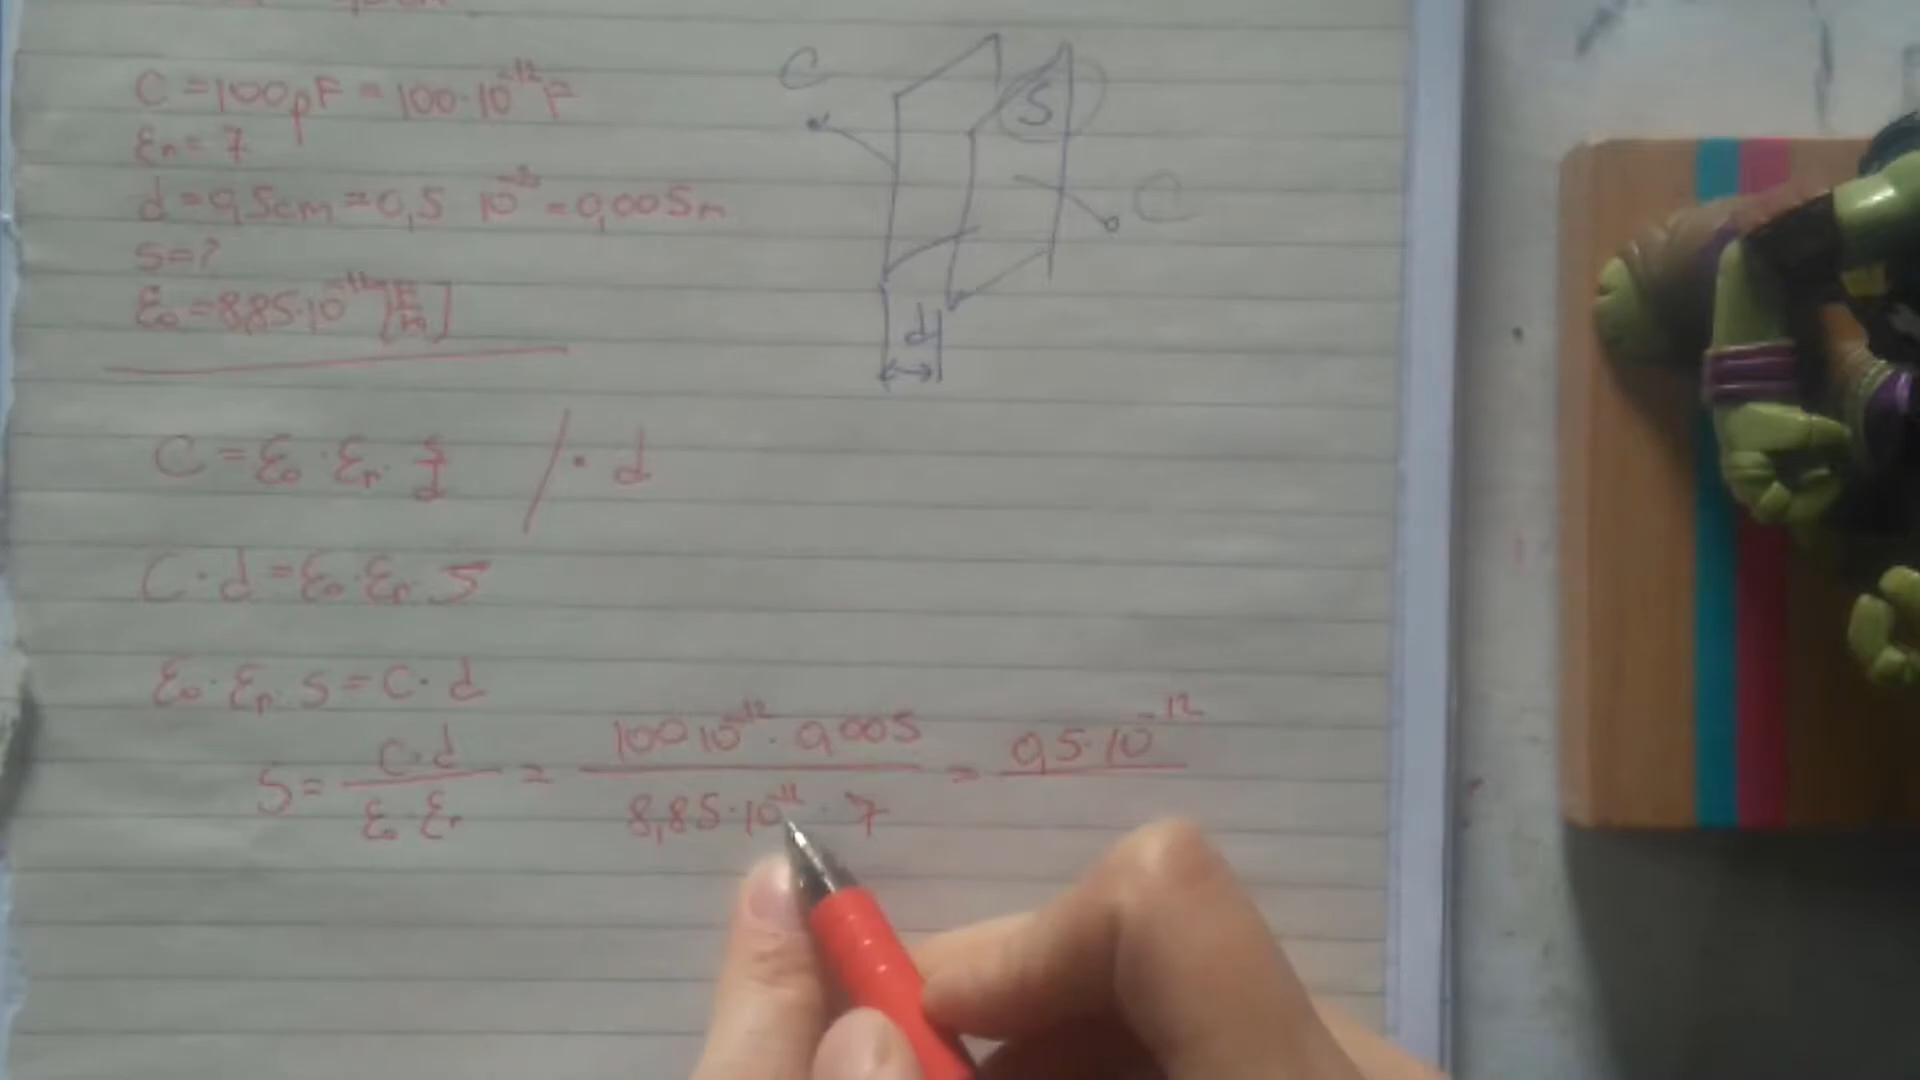 C = 100pF = 100·10⁻¹² F
εr = 7
d = 0,5cm = 0,5 10⁻² = 0,005m
S = ?
ε₀ = 8,85·10⁻¹² [F/m]
C
S
C
d
C = ε₀ · εr · S/d / · d
C · d = ε₀ · εr · S
ε₀ · εr · S = C · d
S = C·d / ε₀·εr = 100 10⁻¹² · 0,005 / 8,85·10⁻¹² · 7 = 0,5·10⁻¹²